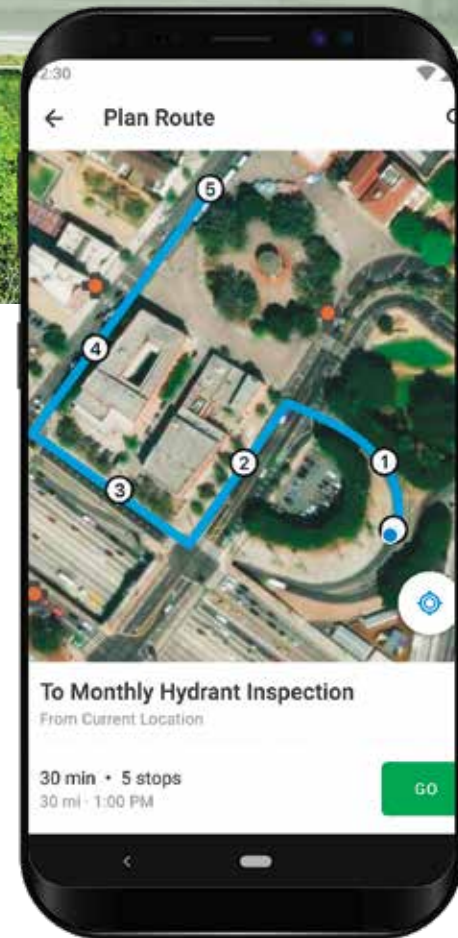 2:30
Plan Route
5
4
2
1
3
To Monthly Hydrant Inspection
From Current Location
30 min • 5 stops
30 mi · 1:00 PM
GO